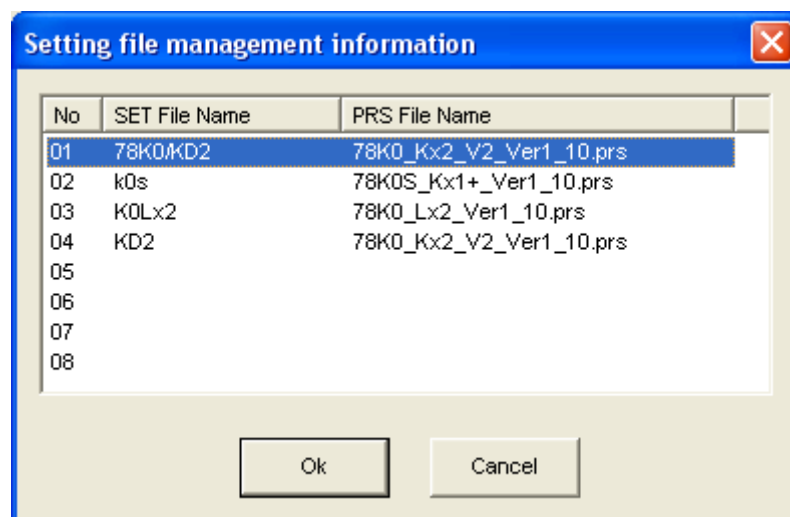 Setting file management information
No SET File Name PRS File Name
01 78K0/KD2 78K0_Kx2_V2_Ver1_10.prs
02 k0s 78K0S_Kx1+_Ver1_10.prs
03 K0Lx2 78K0_Lx2_Ver1_10.prs
04 KD2 78K0_Kx2_V2_Ver1_10.prs
05
06
07
08
Ok Cancel